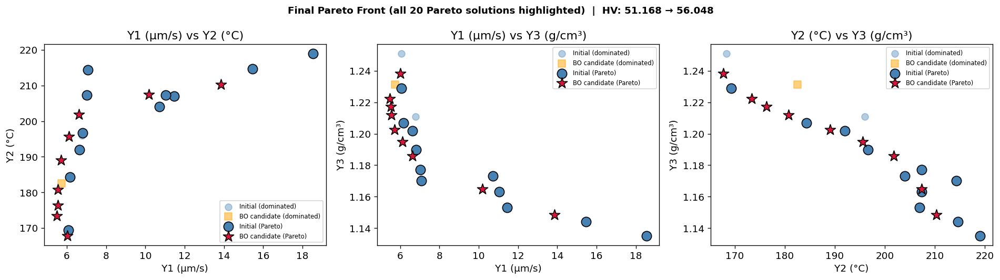 Final Pareto Front (all 20 Pareto solutions highlighted)  |  HV: 51.168 → 56.048
Y1 (μm/s) vs Y2 (°C)
220
210
200
190
180
170
Y2 (°C)
6 8 10 12 14 16 18
Y1 (μm/s)
Initial (dominated)
BO candidate (dominated)
Initial (Pareto)
BO candidate (Pareto)
Y1 (μm/s) vs Y3 (g/cm³)
1.24
1.22
1.20
1.18
1.16
1.14
Y3 (g/cm³)
6 8 10 12 14 16 18
Y1 (μm/s)
Initial (dominated)
BO candidate (dominated)
Initial (Pareto)
BO candidate (Pareto)
Y2 (°C) vs Y3 (g/cm³)
1.24
1.22
1.20
1.18
1.16
1.14
Y3 (g/cm³)
170 180 190 200 210 220
Y2 (°C)
Initial (dominated)
BO candidate (dominated)
Initial (Pareto)
BO candidate (Pareto)